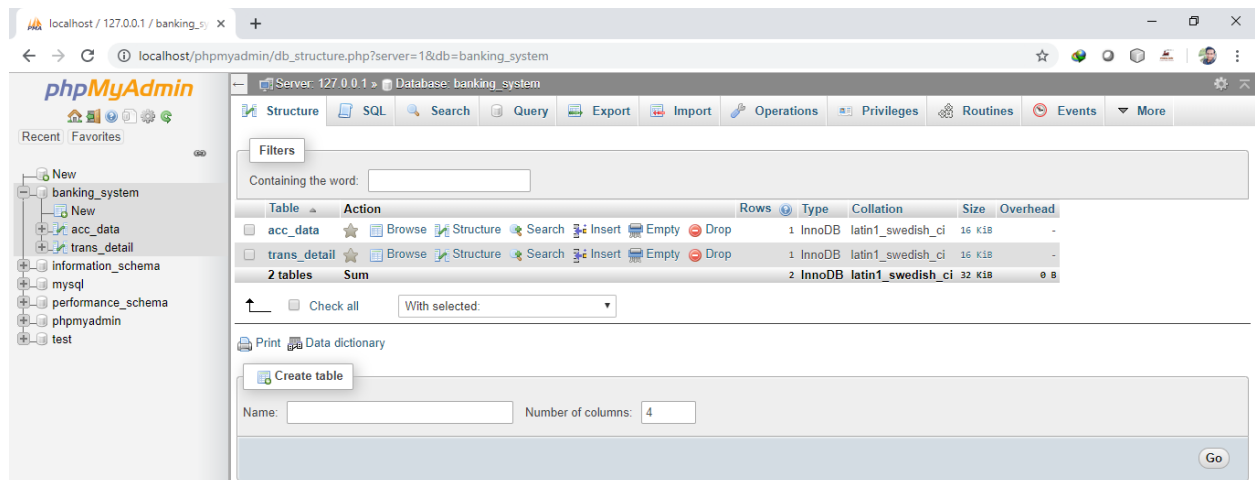 localhost / 127.0.0.1 / banking_sy
localhost/phpmyadmin/db_structure.php?server=1&db=banking_system
phpMyAdmin
Recent Favorites
New
banking_system
New
acc_data
trans_detail
information_schema
mysql
performance_schema
phpmyadmin
test
Server: 127.0.0.1 » Database: banking_system
Structure SQL Search Query Export Import Operations Privileges Routines Events More
Filters
Containing the word:
Table Action Rows Type Collation Size Overhead
acc_data Browse Structure Search Insert Empty Drop 1 InnoDB latin1_swedish_ci 16 KiB -
trans_detail Browse Structure Search Insert Empty Drop 1 InnoDB latin1_swedish_ci 16 KiB -
2 tables Sum 2 InnoDB latin1_swedish_ci 32 KiB 0 B
Check all With selected:
Print Data dictionary
Create table
Name: Number of columns: 4
Go